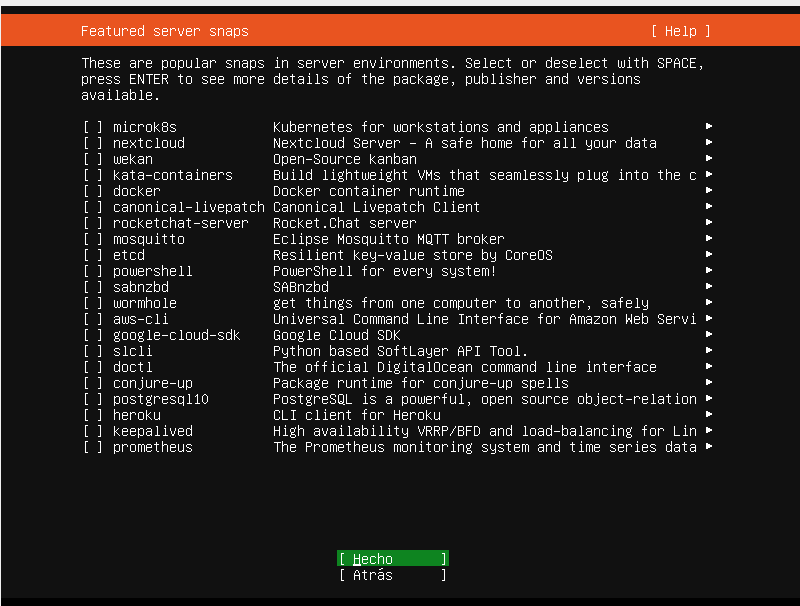 Featured server snaps [ Help ]
These are popular snaps in server environments. Select or deselect with SPACE,
press ENTER to see more details of the package, publisher and versions
available.
[ ] microk8s Kubernetes for workstations and appliances ►
[ ] nextcloud Nextcloud Server - A safe home for all your data ►
[ ] wekan Open-Source kanban ►
[ ] kata-containers Build lightweight VMs that seamlessly plug into the c ►
[ ] docker Docker container runtime ►
[ ] canonical-livepatch Canonical Livepatch Client ►
[ ] rocketchat-server Rocket.Chat server ►
[ ] mosquitto Eclipse Mosquitto MQTT broker ►
[ ] etcd Resilient key-value store by CoreOS ►
[ ] powershell PowerShell for every system! ►
[ ] sabnzbd SABnzbd ►
[ ] wormhole get things from one computer to another, safely ►
[ ] aws-cli Universal Command Line Interface for Amazon Web Servi ►
[ ] google-cloud-sdk Google Cloud SDK ►
[ ] slcli Python based SoftLayer API Tool. ►
[ ] doctl The official DigitalOcean command line interface ►
[ ] conjure-up Package runtime for conjure-up spells ►
[ ] postgresql10 PostgreSQL is a powerful, open source object-relation ►
[ ] heroku CLI client for Heroku ►
[ ] keepalived High availability VRRP/BFD and load-balancing for Lin ►
[ ] prometheus The Prometheus monitoring system and time series data ►
[ Hecho ]
[ Atrás ]